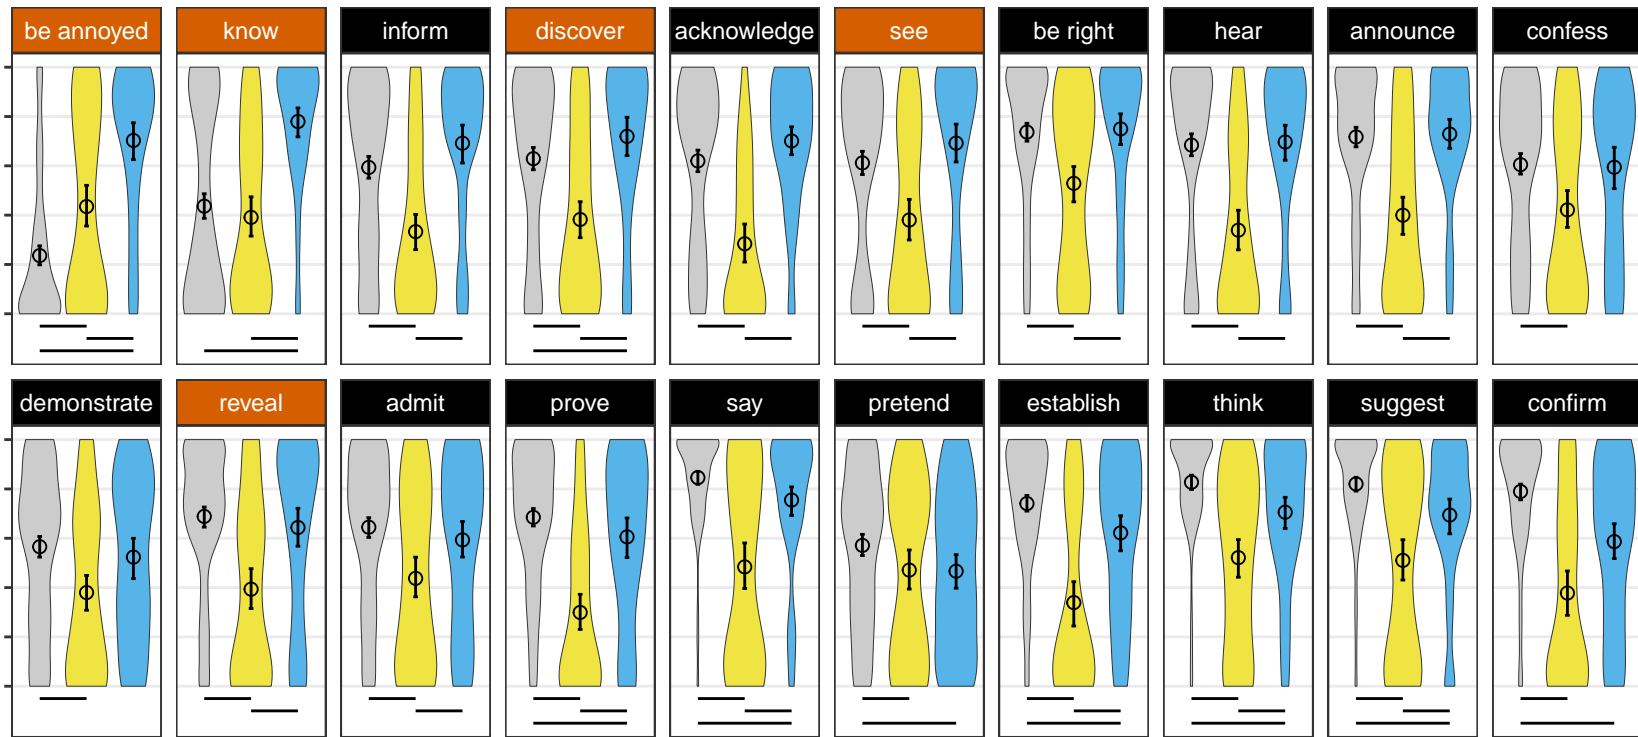 be annoyed know inform discover acknowledge see be right hear announce confess
demonstrate reveal admit prove say pretend establish think suggest confirm